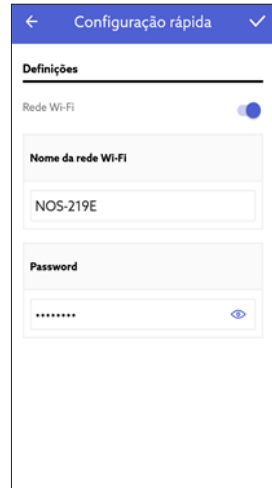 Configuração rápida
Definições
Rede Wi-Fi
Nome da rede Wi-Fi
NOS-219E
Password
••••••••